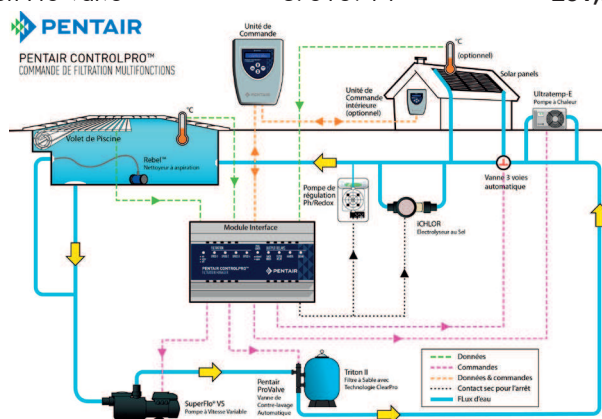 PENTAIR
PENTAIR CONTROLPRO™
COMMANDE DE FILTRATION MULTIFONCTIONS
Unité de
Commande
°C
(optionnel)
Solar panels
Ultratemp-E
Pompe à Chaleur
Unité de
Commande
intérieure
(optionnel)
°C
Volet de Piscine
Rebel™
Nettoyeur à aspiration
Vanne 3 voies
automatique
Pompe de
régulation
Ph/Redox
iCHLOR
Electrolyseur au Sel
Module Interface
PENTAIR CONTROLPRO™
PENTAIR
Données
Commandes
Données & commandes
Contact sec pour l'arrêt
FLux d'eau
SuperFlo® VS
Pompe à Vitesse Variable
Pentair
ProValve
Vanne de
Contre-lavage
Automatique
Triton II
Filtre à Sable avec
Technologie ClearPro